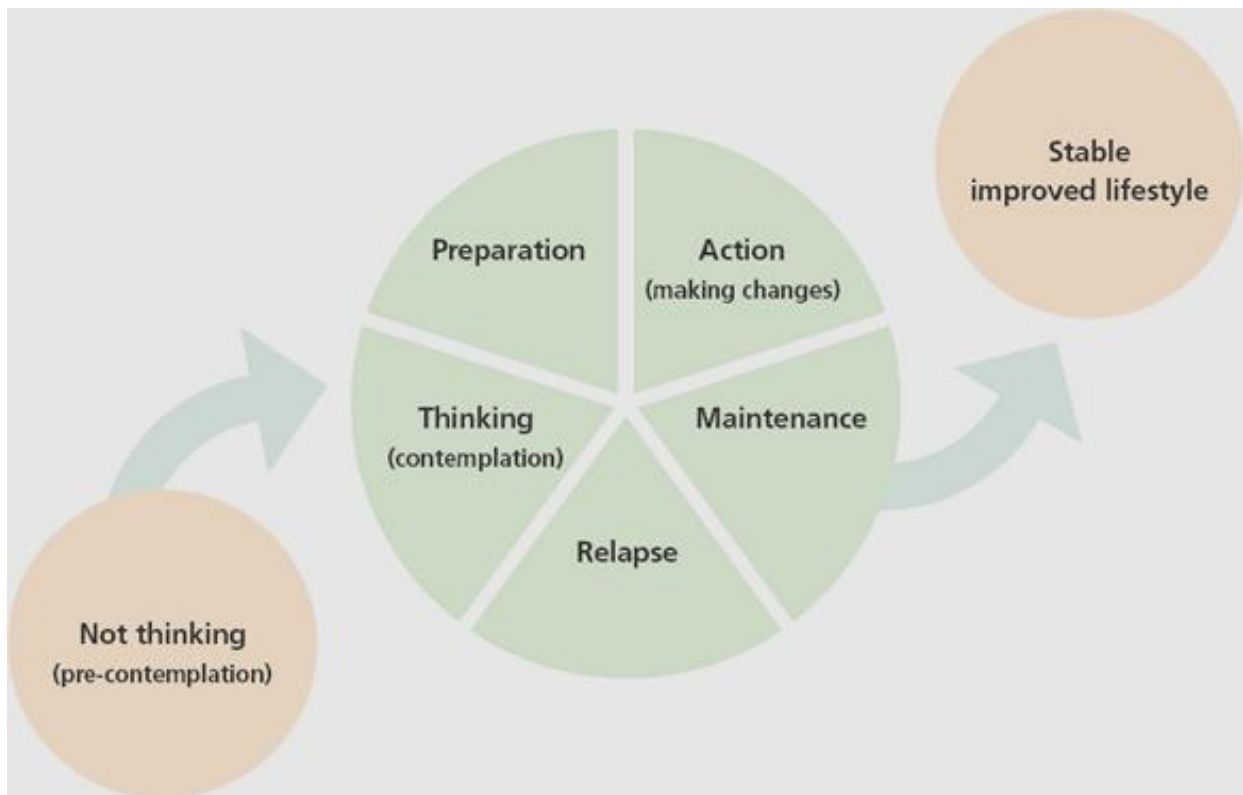 Stable
improved lifestyle
Preparation
Action
(making changes)
Thinking
(contemplation)
Maintenance
Relapse
Not thinking
(pre-contemplation)